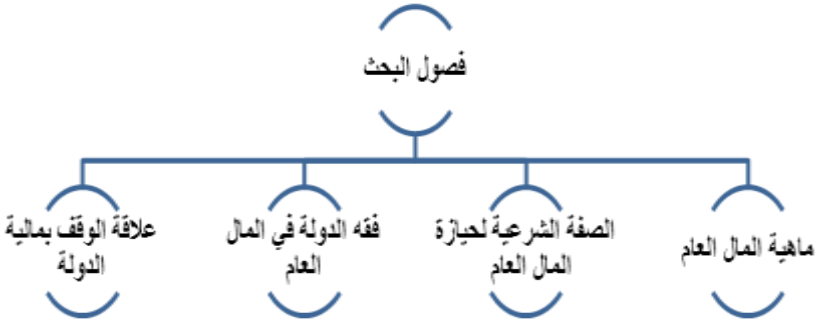 فصول البحث
ماهية المال العام
الصفة الشرعية لحيازة
المال العام
فقه الدولة في المال
العام
علاقة الوقف بمالية
الدولة